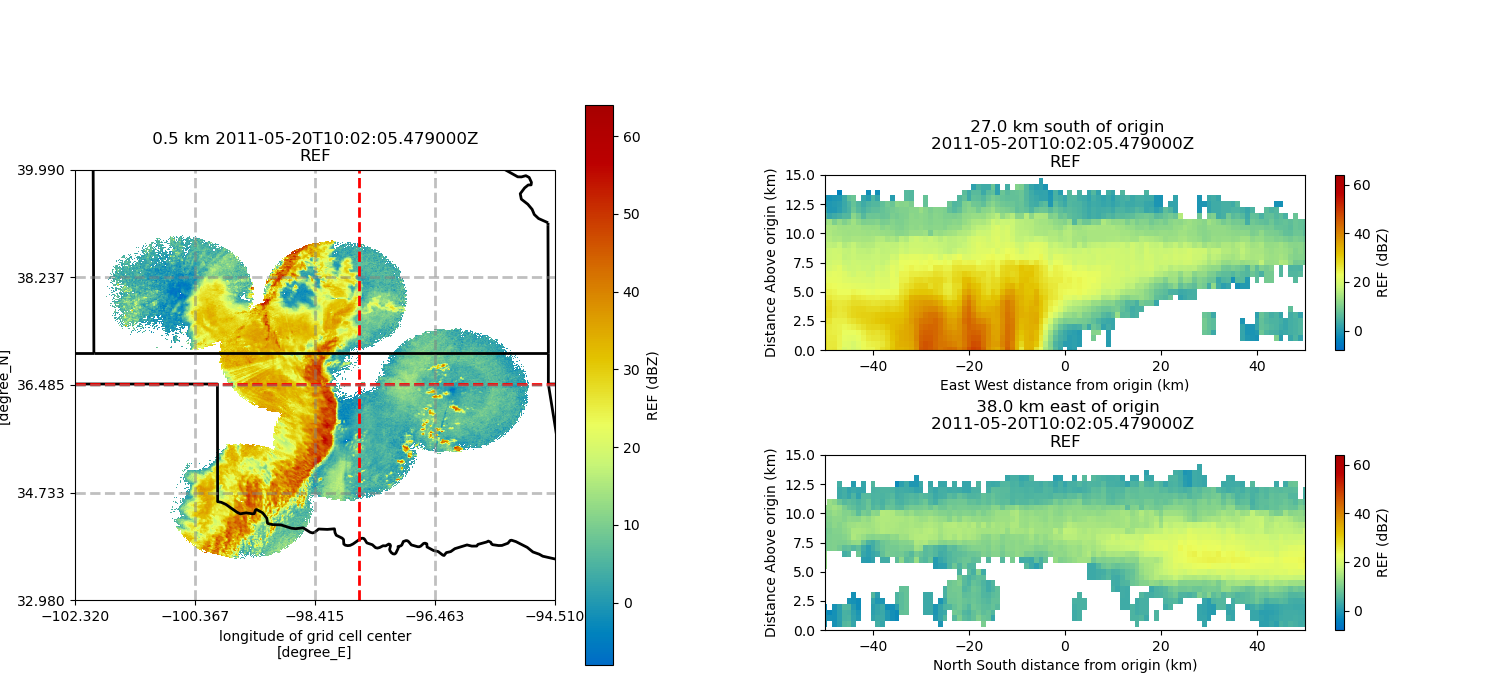 0.5 km 2011-05-20T10:02:05.479000Z
REF
39.990
38.237
36.485
34.733
32.980
[degree_N]
−102.320
−100.367
−98.415
−96.463
−94.510
longitude of grid cell center
[degree_E]
60
50
40
30
20
10
0
REF (dBZ)
27.0 km south of origin
2011-05-20T10:02:05.479000Z
REF
15.0
12.5
10.0
7.5
5.0
2.5
0.0
Distance Above origin (km)
−40
−20
0
20
40
East West distance from origin (km)
60
40
20
0
REF (dBZ)
38.0 km east of origin
2011-05-20T10:02:05.479000Z
REF
15.0
12.5
10.0
7.5
5.0
2.5
0.0
Distance Above origin (km)
−40
−20
0
20
40
North South distance from origin (km)
60
40
20
0
REF (dBZ)